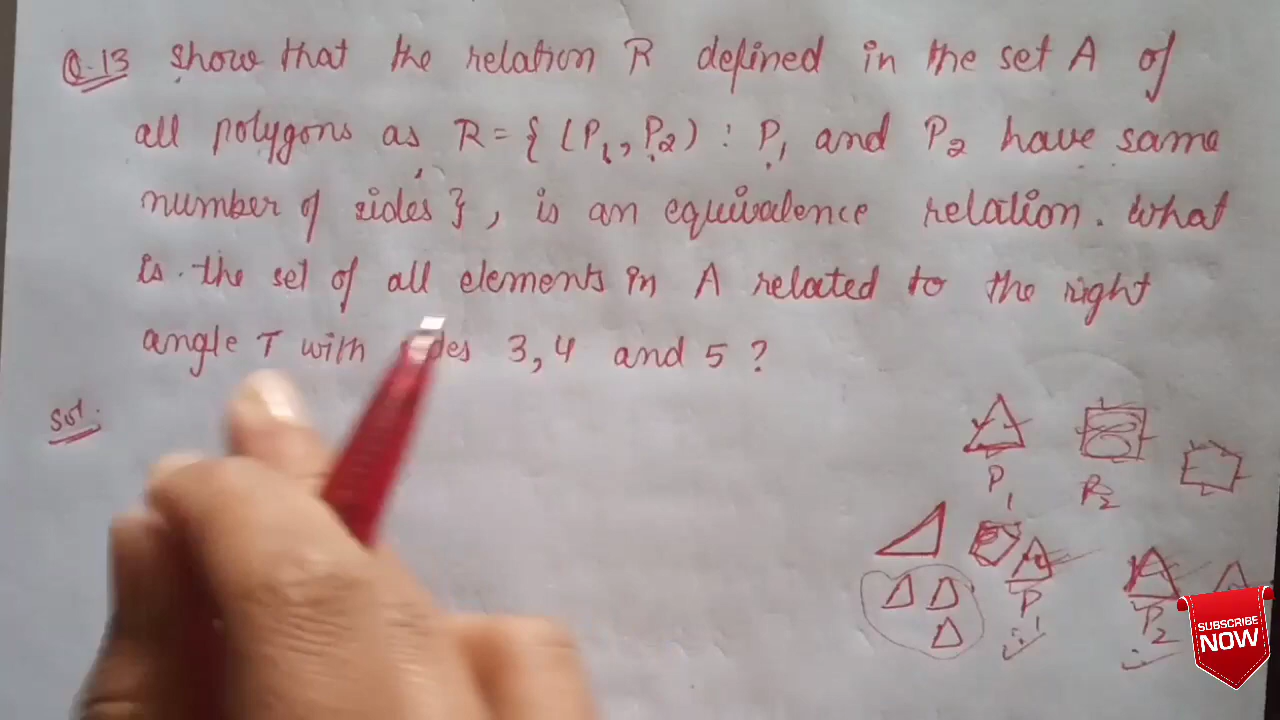 Q.13 Show that the relation R defined in the set A of
all polygons as R = { (P₁, P₂) : P₁ and P₂ have same
number of sides }, is an equivalence relation. What
is the set of all elements in A related to the right
angle T with sides 3, 4 and 5 ?
Sol.
P₁ P₂
P₁ P₂
SUBSCRIBE
NOW